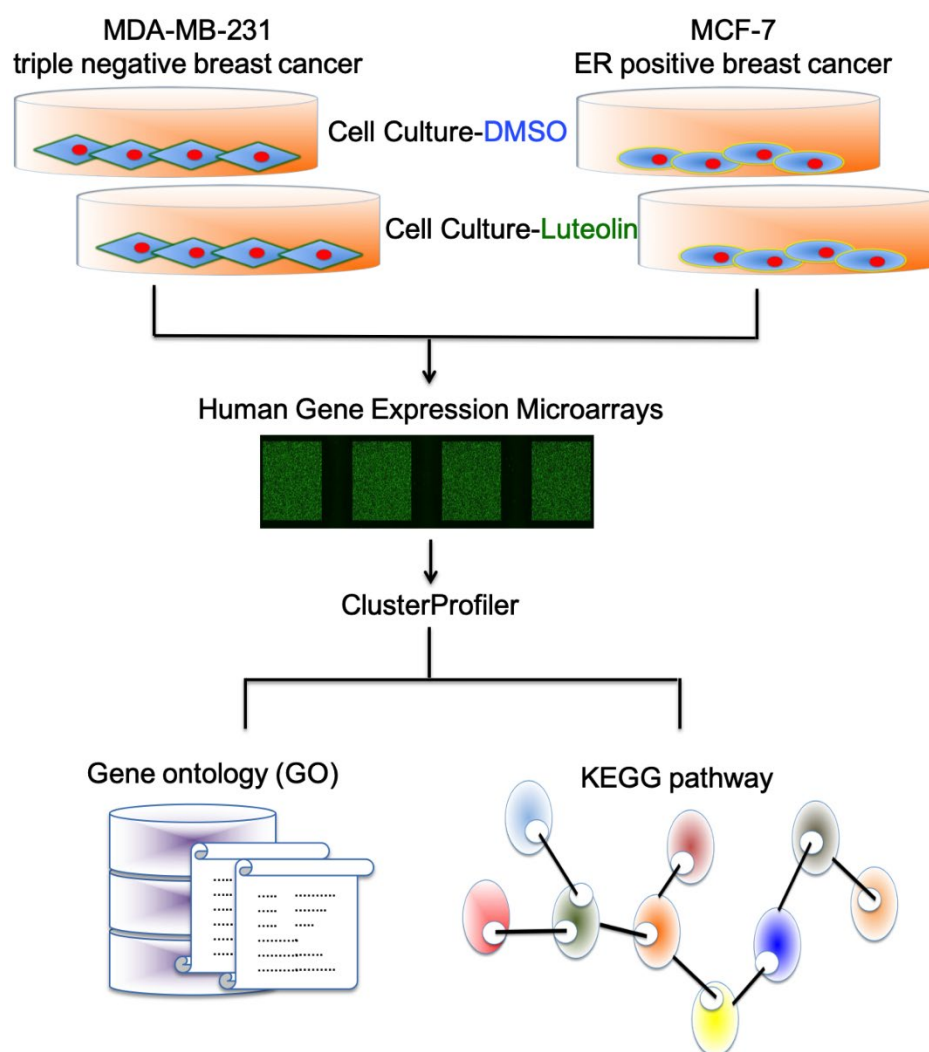 MDA-MB-231
triple negative breast cancer
MCF-7
ER positive breast cancer
Cell Culture-DMSO
Cell Culture-Luteolin
Human Gene Expression Microarrays
ClusterProfiler
Gene ontology (GO)
KEGG pathway